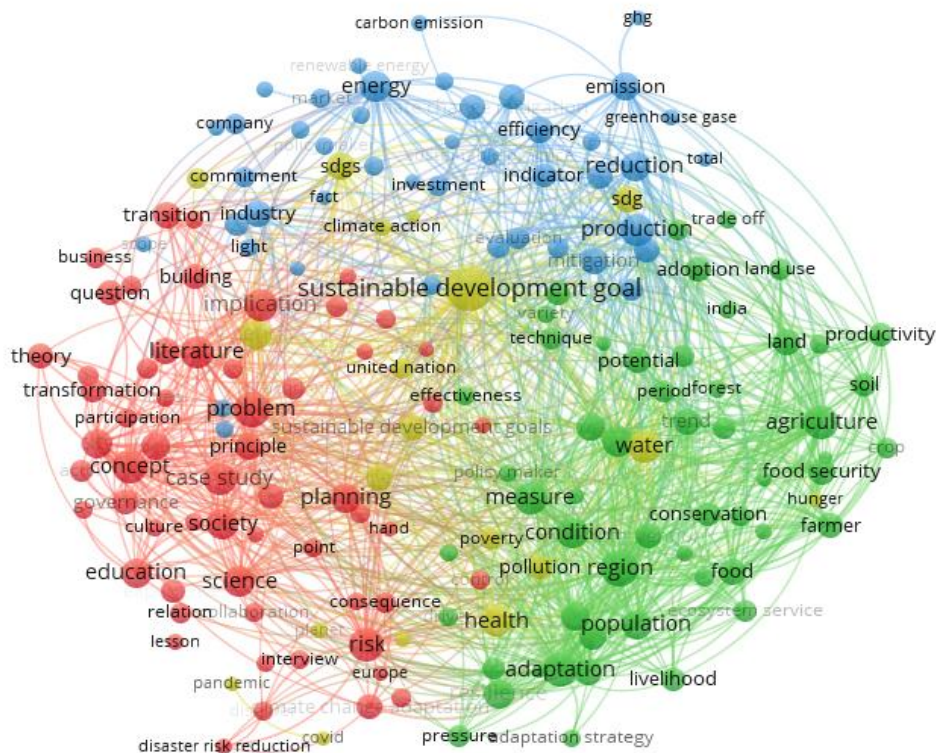 carbon emission
ghg
renewable energy
energy
emission
market
company
greenhouse gase
efficiency
policymaker
sdgs
reduction
total
commitment
investment
indicator
fact
sdg
transition
industry
climate action
production
trade off
scope
light
evaluation
business
mitigation
adoption
land use
question
building
sustainable development goal
implication
variety
india
technique
productivity
land
theory
literature
united nation
potential
transformation
effectiveness
period
forest
soil
participation
problem
sustainable development goals
trend
agriculture
principle
water
crop
concept
case study
policy maker
food security
governance
planning
measure
hunger
culture
society
hand
condition
conservation
farmer
point
poverty
education
science
pollution
region
food
control
relation
collaboration
consequence
ecosystem service
lesson
planet
health
population
risk
interview
europe
adaptation
livelihood
pandemic
resilience
climate change adaptation
disaster risk reduction
covid
pressure
adaptation strategy